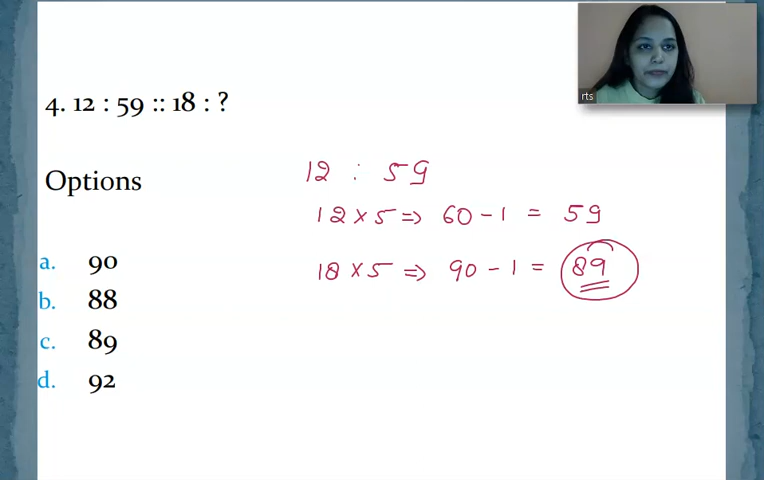 4. 12 : 59 :: 18 : ?
rts
Options
12 : 59
12 × 5 ⇒ 60 - 1 = 59
18 × 5 ⇒ 90 - 1 = 89
a. 90
b. 88
c. 89
d. 92